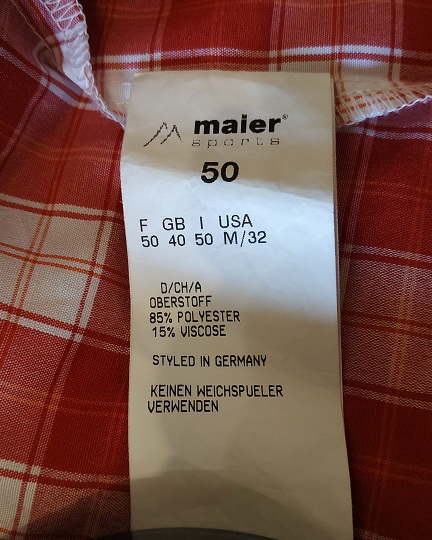 maier®
sports
50
F GB I USA
50 40 50 M/32
D/CH/A
OBERSTOFF
85% POLYESTER
15% VISCOSE
STYLED IN GERMANY
KEINEN WEICHSPUELER
VERWENDEN